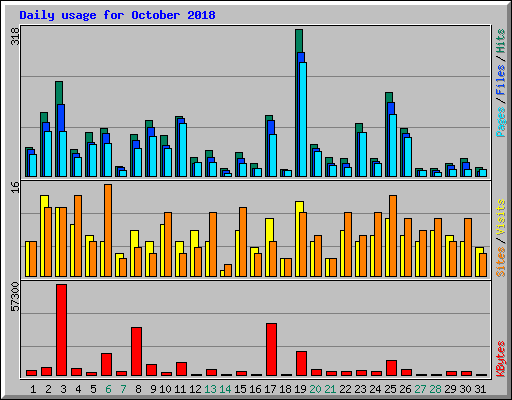 Daily usage for October 2018
318
Pages / Files / Hits
16
Sites / Visits
57300
KBytes
1 2 3 4 5 6 7 8 9 10 11 12 13 14 15 16 17 18 19 20 21 22 23 24 25 26 27 28 29 30 31